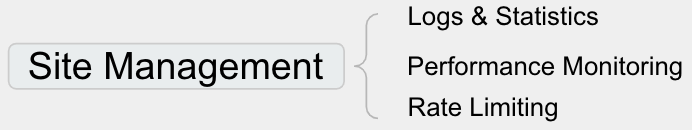 Site Management
Logs & Statistics
Performance Monitoring
Rate Limiting